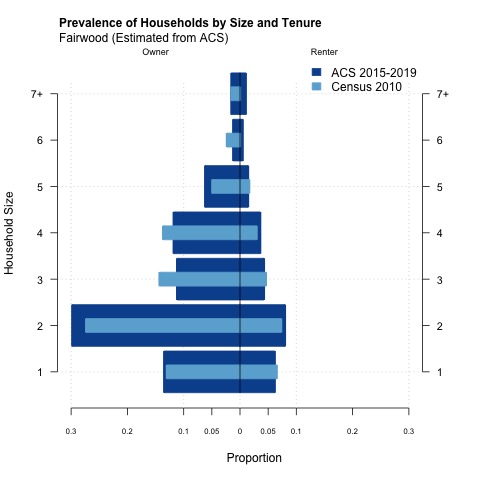 Prevalence of Households by Size and Tenure
Fairwood (Estimated from ACS)
Owner Renter
ACS 2015-2019
Census 2010
7+ 7+
6 6
5 5
4 4
3 3
2 2
1 1
Household Size
0.3 0.2 0.1 0.05 0 0.05 0.1 0.2 0.3
Proportion